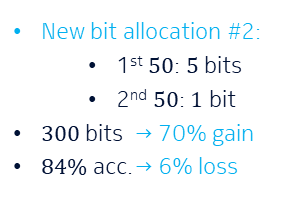 • New bit allocation #2:
• 1st 50: 5 bits
• 2nd 50: 1 bit
• 300 bits → 70% gain
• 84% acc. → 6% loss